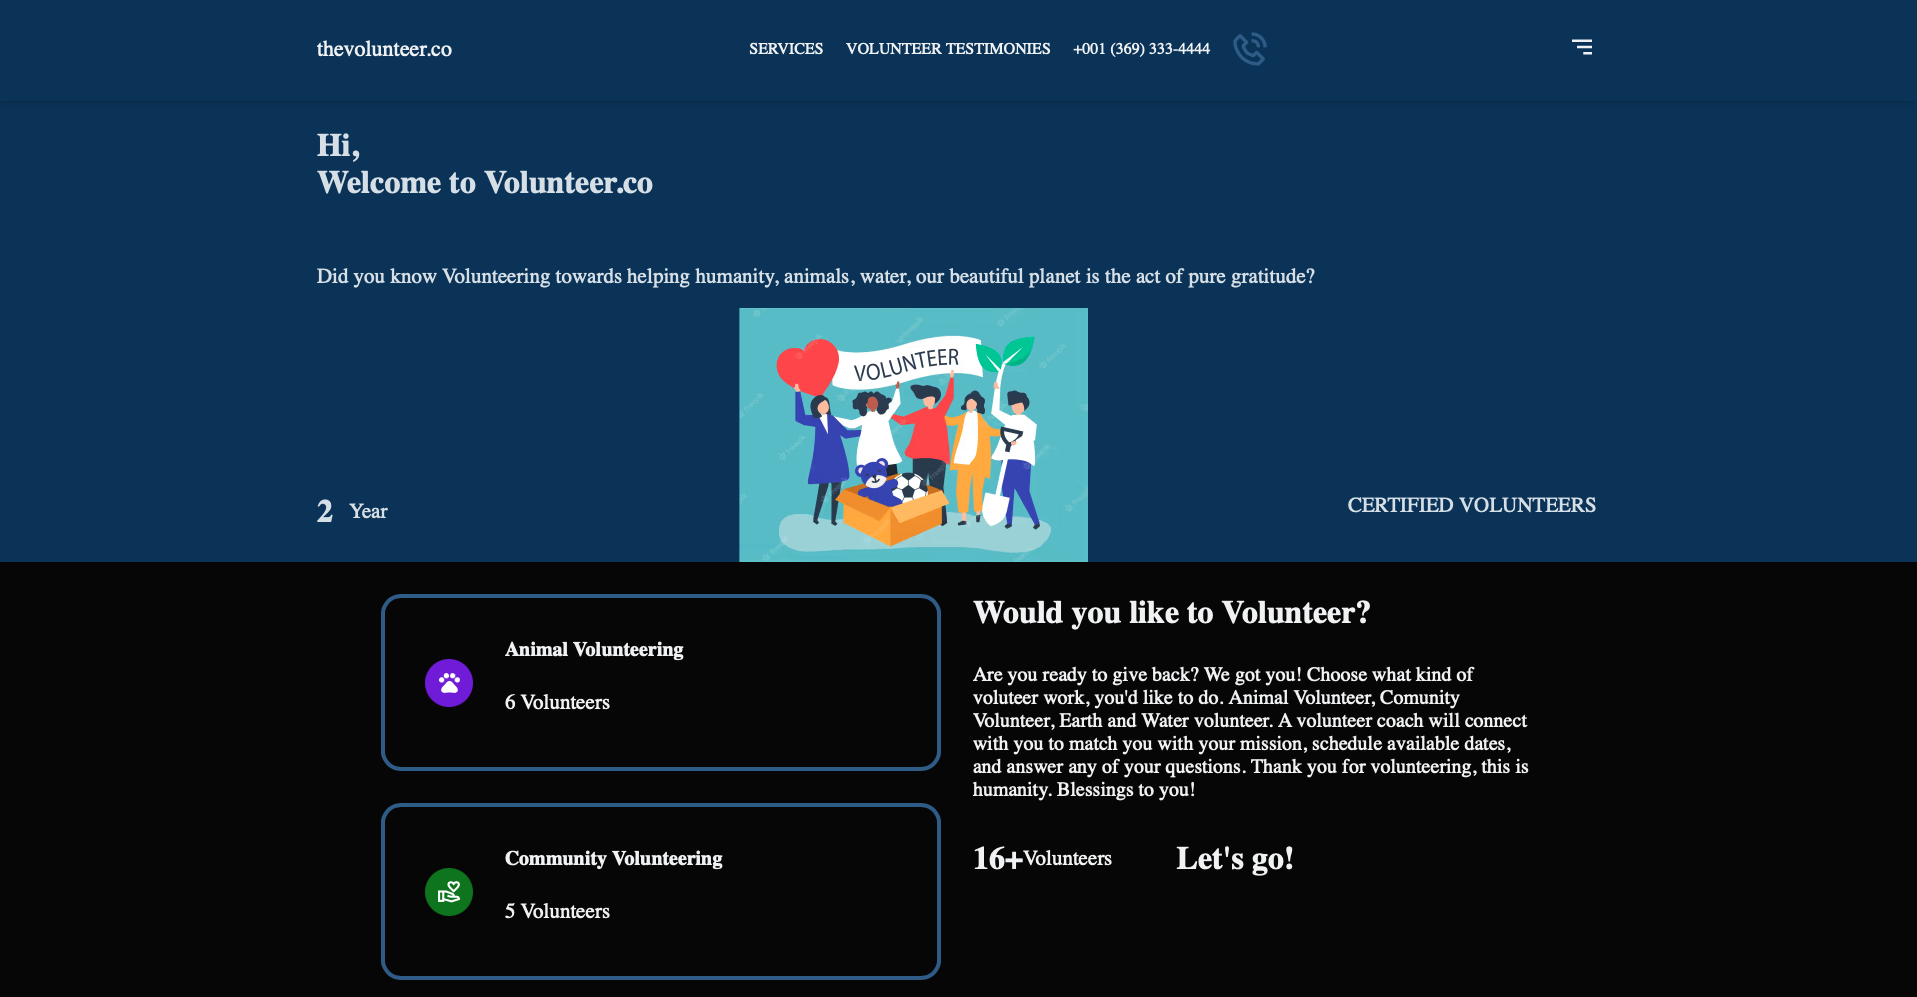 thevolunteer.co
SERVICES
VOLUNTEER TESTIMONIES
+001 (369) 333-4444
Hi,
Welcome to Volunteer.co
Did you know Volunteering towards helping humanity, animals, water, our beautiful planet is the act of pure gratitude?
VOLUNTEER
2 Year
CERTIFIED VOLUNTEERS
Animal Volunteering
6 Volunteers
Community Volunteering
5 Volunteers
Would you like to Volunteer?
Are you ready to give back? We got you! Choose what kind of
voluteer work, you'd like to do. Animal Volunteer, Comunity
Volunteer, Earth and Water volunteer. A volunteer coach will connect
with you to match you with your mission, schedule available dates,
and answer any of your questions. Thank you for volunteering, this is
humanity. Blessings to you!
16+Volunteers
Let's go!